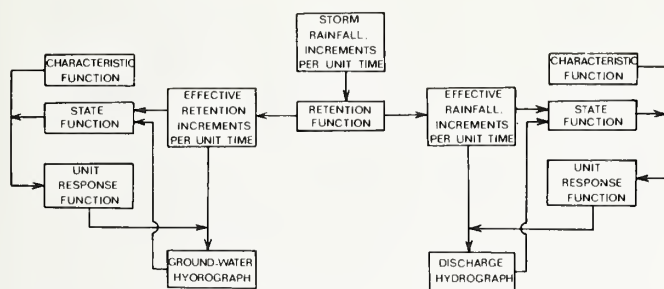 STORM
RAINFALL,
INCREMENTS
PER UNIT TIME
CHARACTERISTIC
FUNCTION
CHARACTERISTIC
FUNCTION
EFFECTIVE
RETENTION
INCREMENTS
PER UNIT TIME
EFFECTIVE
RAINFALL,
INCREMENTS
PER UNIT TIME
STATE
FUNCTION
RETENTION
FUNCTION
STATE
FUNCTION
UNIT
RESPONSE
FUNCTION
UNIT
RESPONSE
FUNCTION
GROUND-WATER
HYDROGRAPH
DISCHARGE
HYDROGRAPH